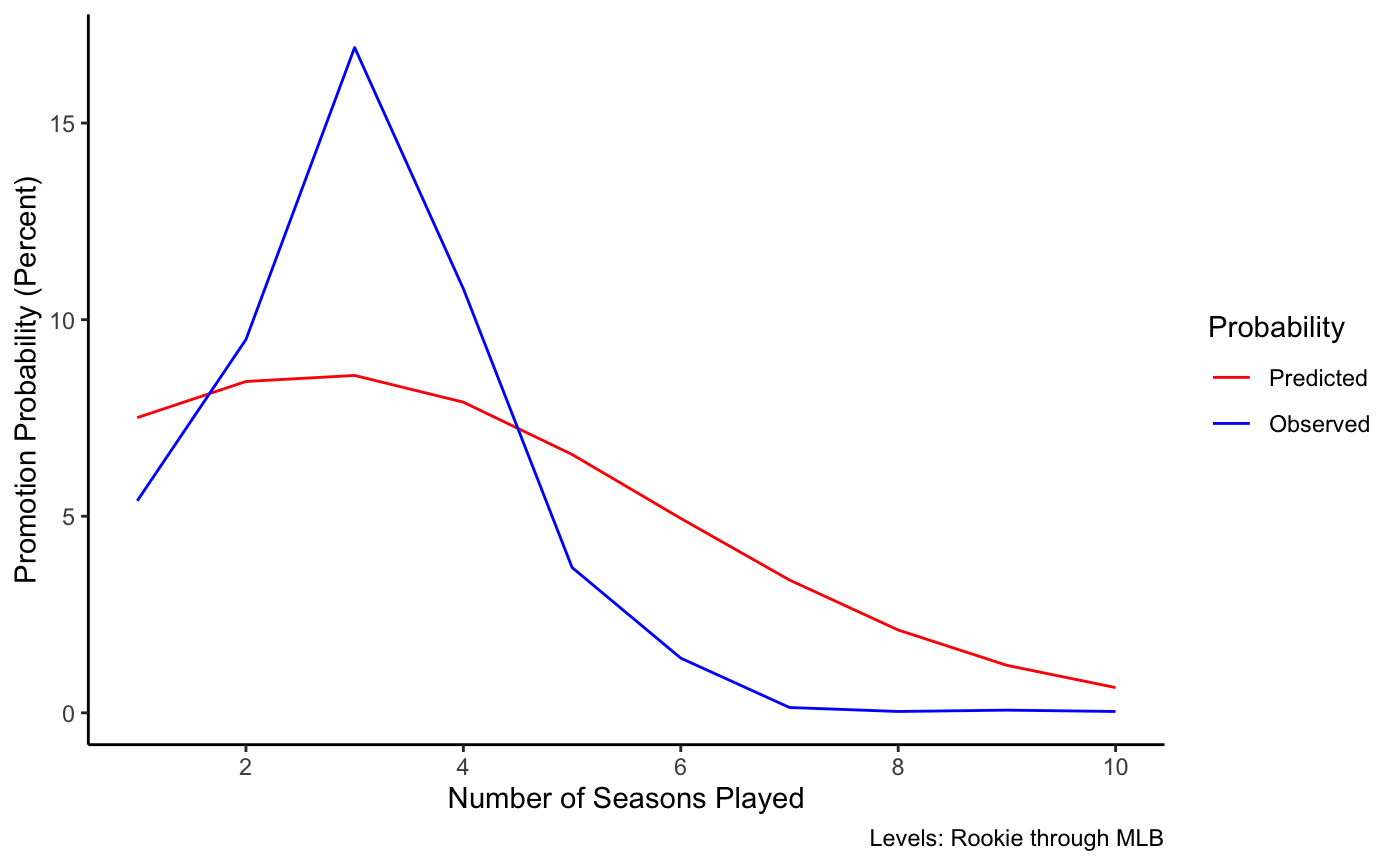 Promotion Probability (Percent)
15
10
5
0
2 4 6 8 10
Number of Seasons Played
Levels: Rookie through MLB
Probability
Predicted
Observed